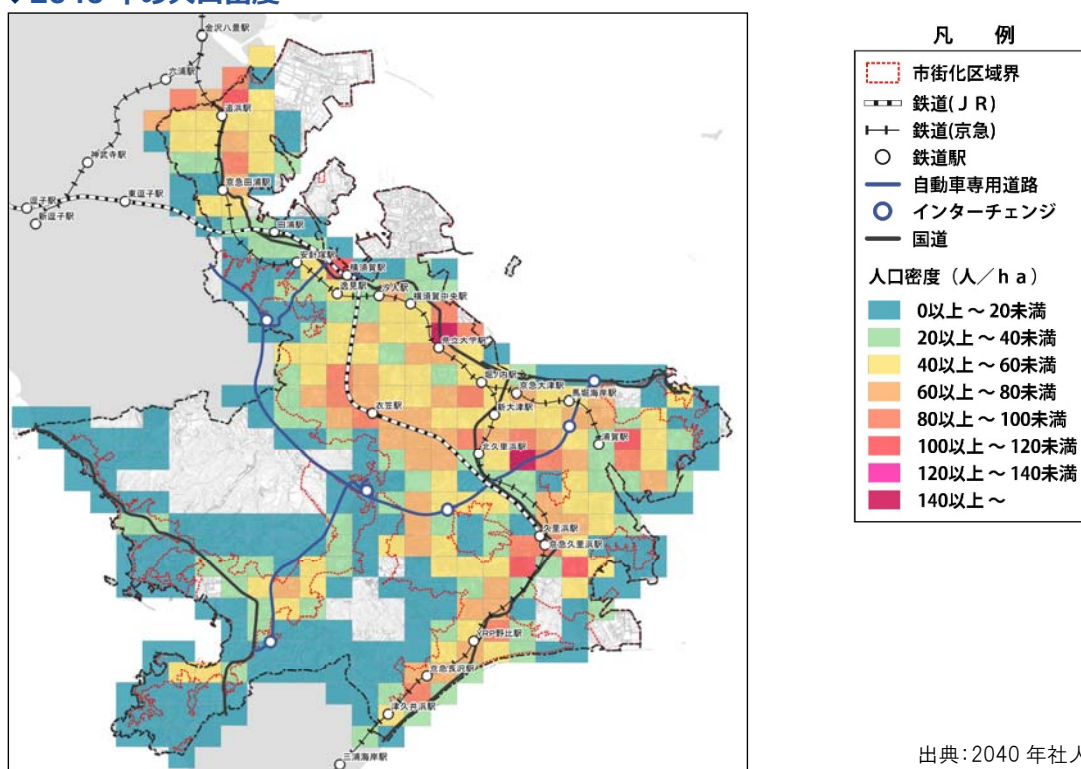 2040 年の人口密度
金沢八景駅
六浦駅
追浜駅
神武寺駅
京急田浦駅
逗子駅
東逗子駅
新逗子駅
田浦駅
安針塚駅
横須賀駅
逸見駅
汐入駅
横須賀中央駅
県立大学駅
堀ノ内駅
京急大津駅
馬堀海岸駅
新大津駅
衣笠駅
浦賀駅
北久里浜駅
久里浜駅
京急久里浜駅
YRP野比駅
京急長沢駅
津久井浜駅
三浦海岸駅
凡 例
市街化区域界
鉄道(ＪＲ)
鉄道(京急)
鉄道駅
自動車専用道路
インターチェンジ
国道
人口密度（人／ｈａ）
0以上～20未満
20以上～40未満
40以上～60未満
60以上～80未満
80以上～100未満
100以上～120未満
120以上～140未満
140以上～
出典：2040 年社人